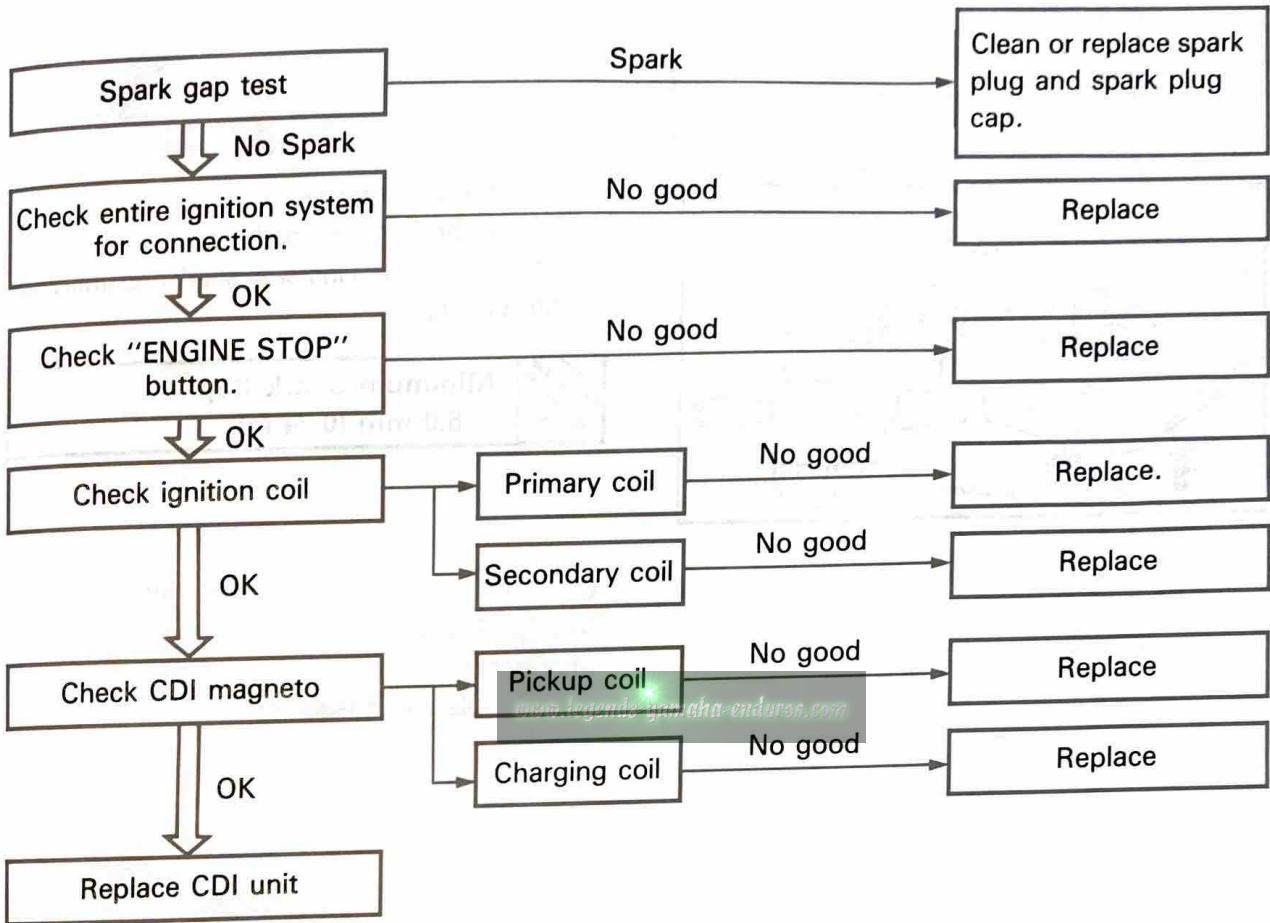 Spark gap test
Spark
Clean or replace spark
plug and spark plug
cap.
No Spark
Check entire ignition system
for connection.
No good
Replace
OK
Check "ENGINE STOP"
button.
No good
Replace
OK
Check ignition coil
Primary coil
No good
Replace.
Secondary coil
No good
Replace
OK
Check CDI magneto
Pickup coil
No good
Replace
www.legends-yamaha-enduros.com
Charging coil
No good
Replace
OK
Replace CDI unit